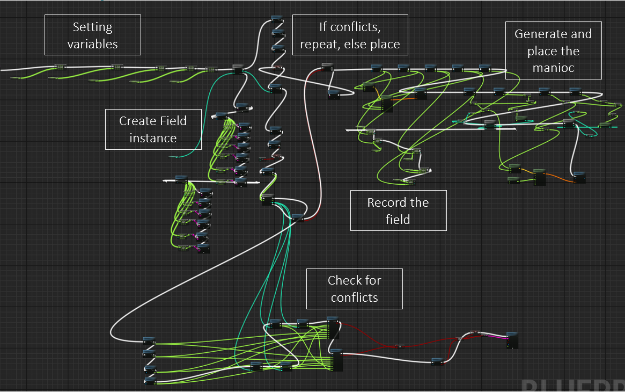 Setting
variables
If conflicts,
repeat, else place
Generate and
place the
manioc
Create Field
instance
Record the
field
Check for
conflicts